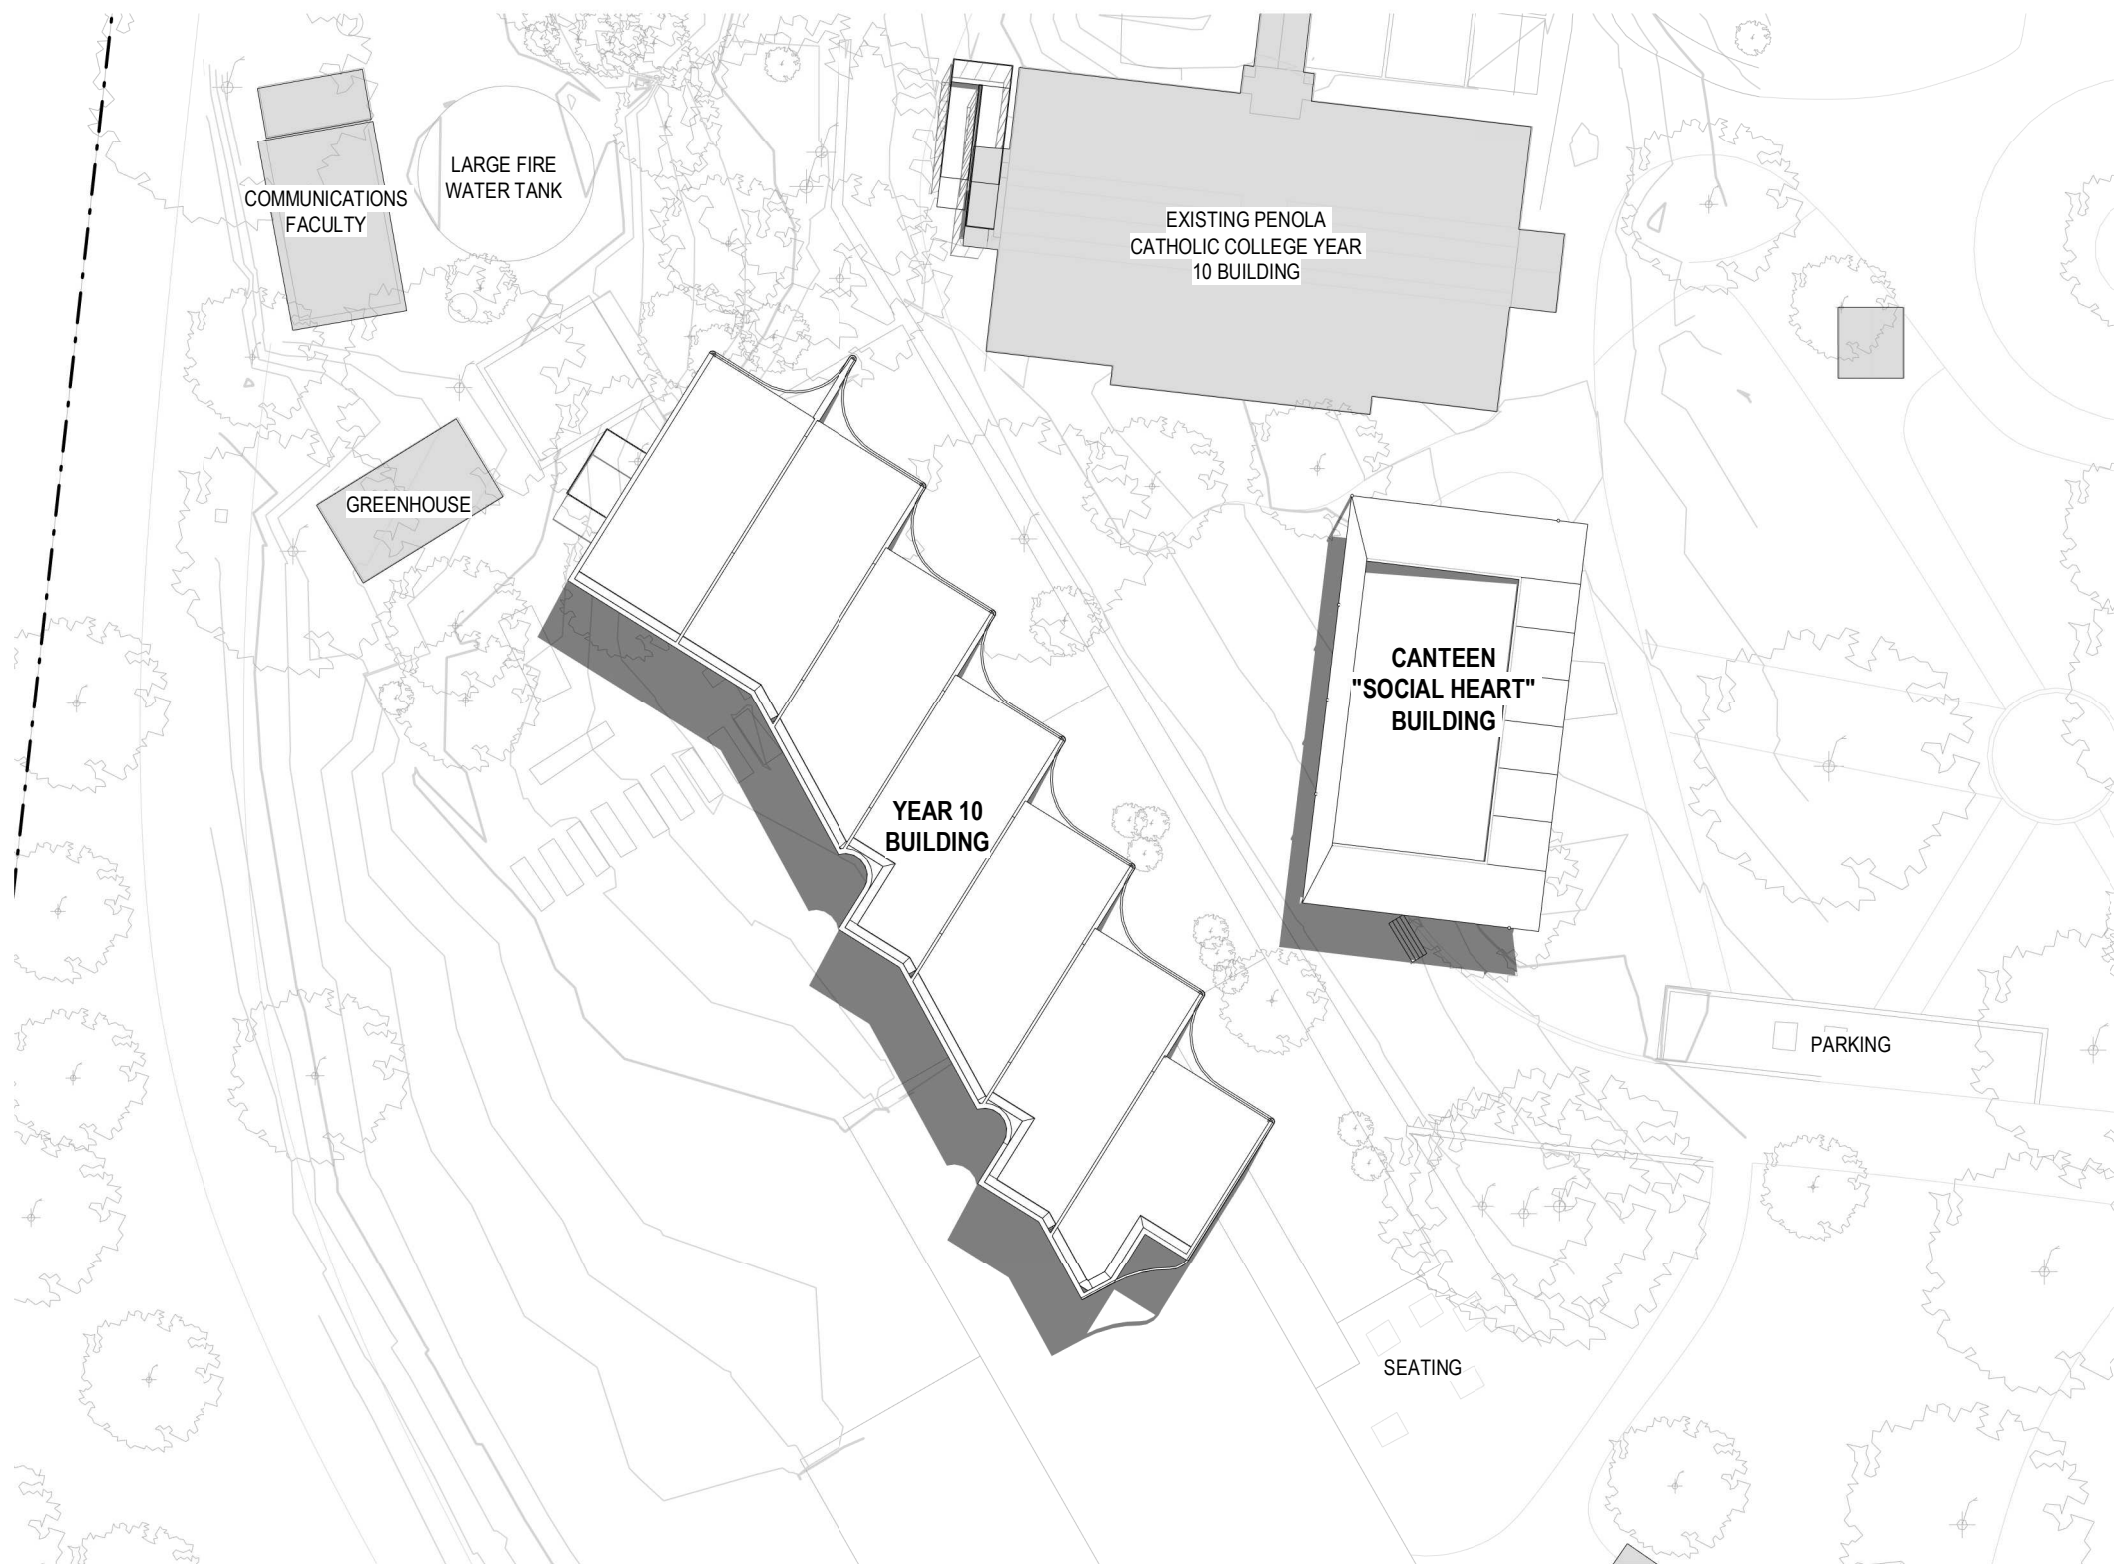 LARGE FIRE
WATER TANK
COMMUNICATIONS
FACULTY
EXISTING PENOLA
CATHOLIC COLLEGE YEAR
10 BUILDING
GREENHOUSE
CANTEEN
"SOCIAL HEART"
BUILDING
YEAR 10
BUILDING
PARKING
SEATING